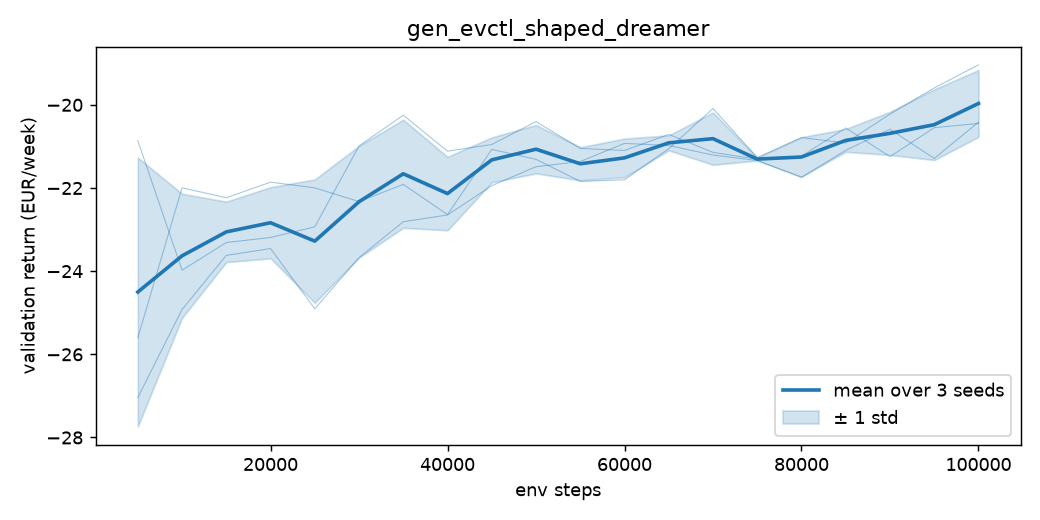 gen_evctl_shaped_dreamer
validation return (EUR/week)
−20
−22
−24
−26
−28
mean over 3 seeds
± 1 std
20000
40000
60000
80000
100000
env steps